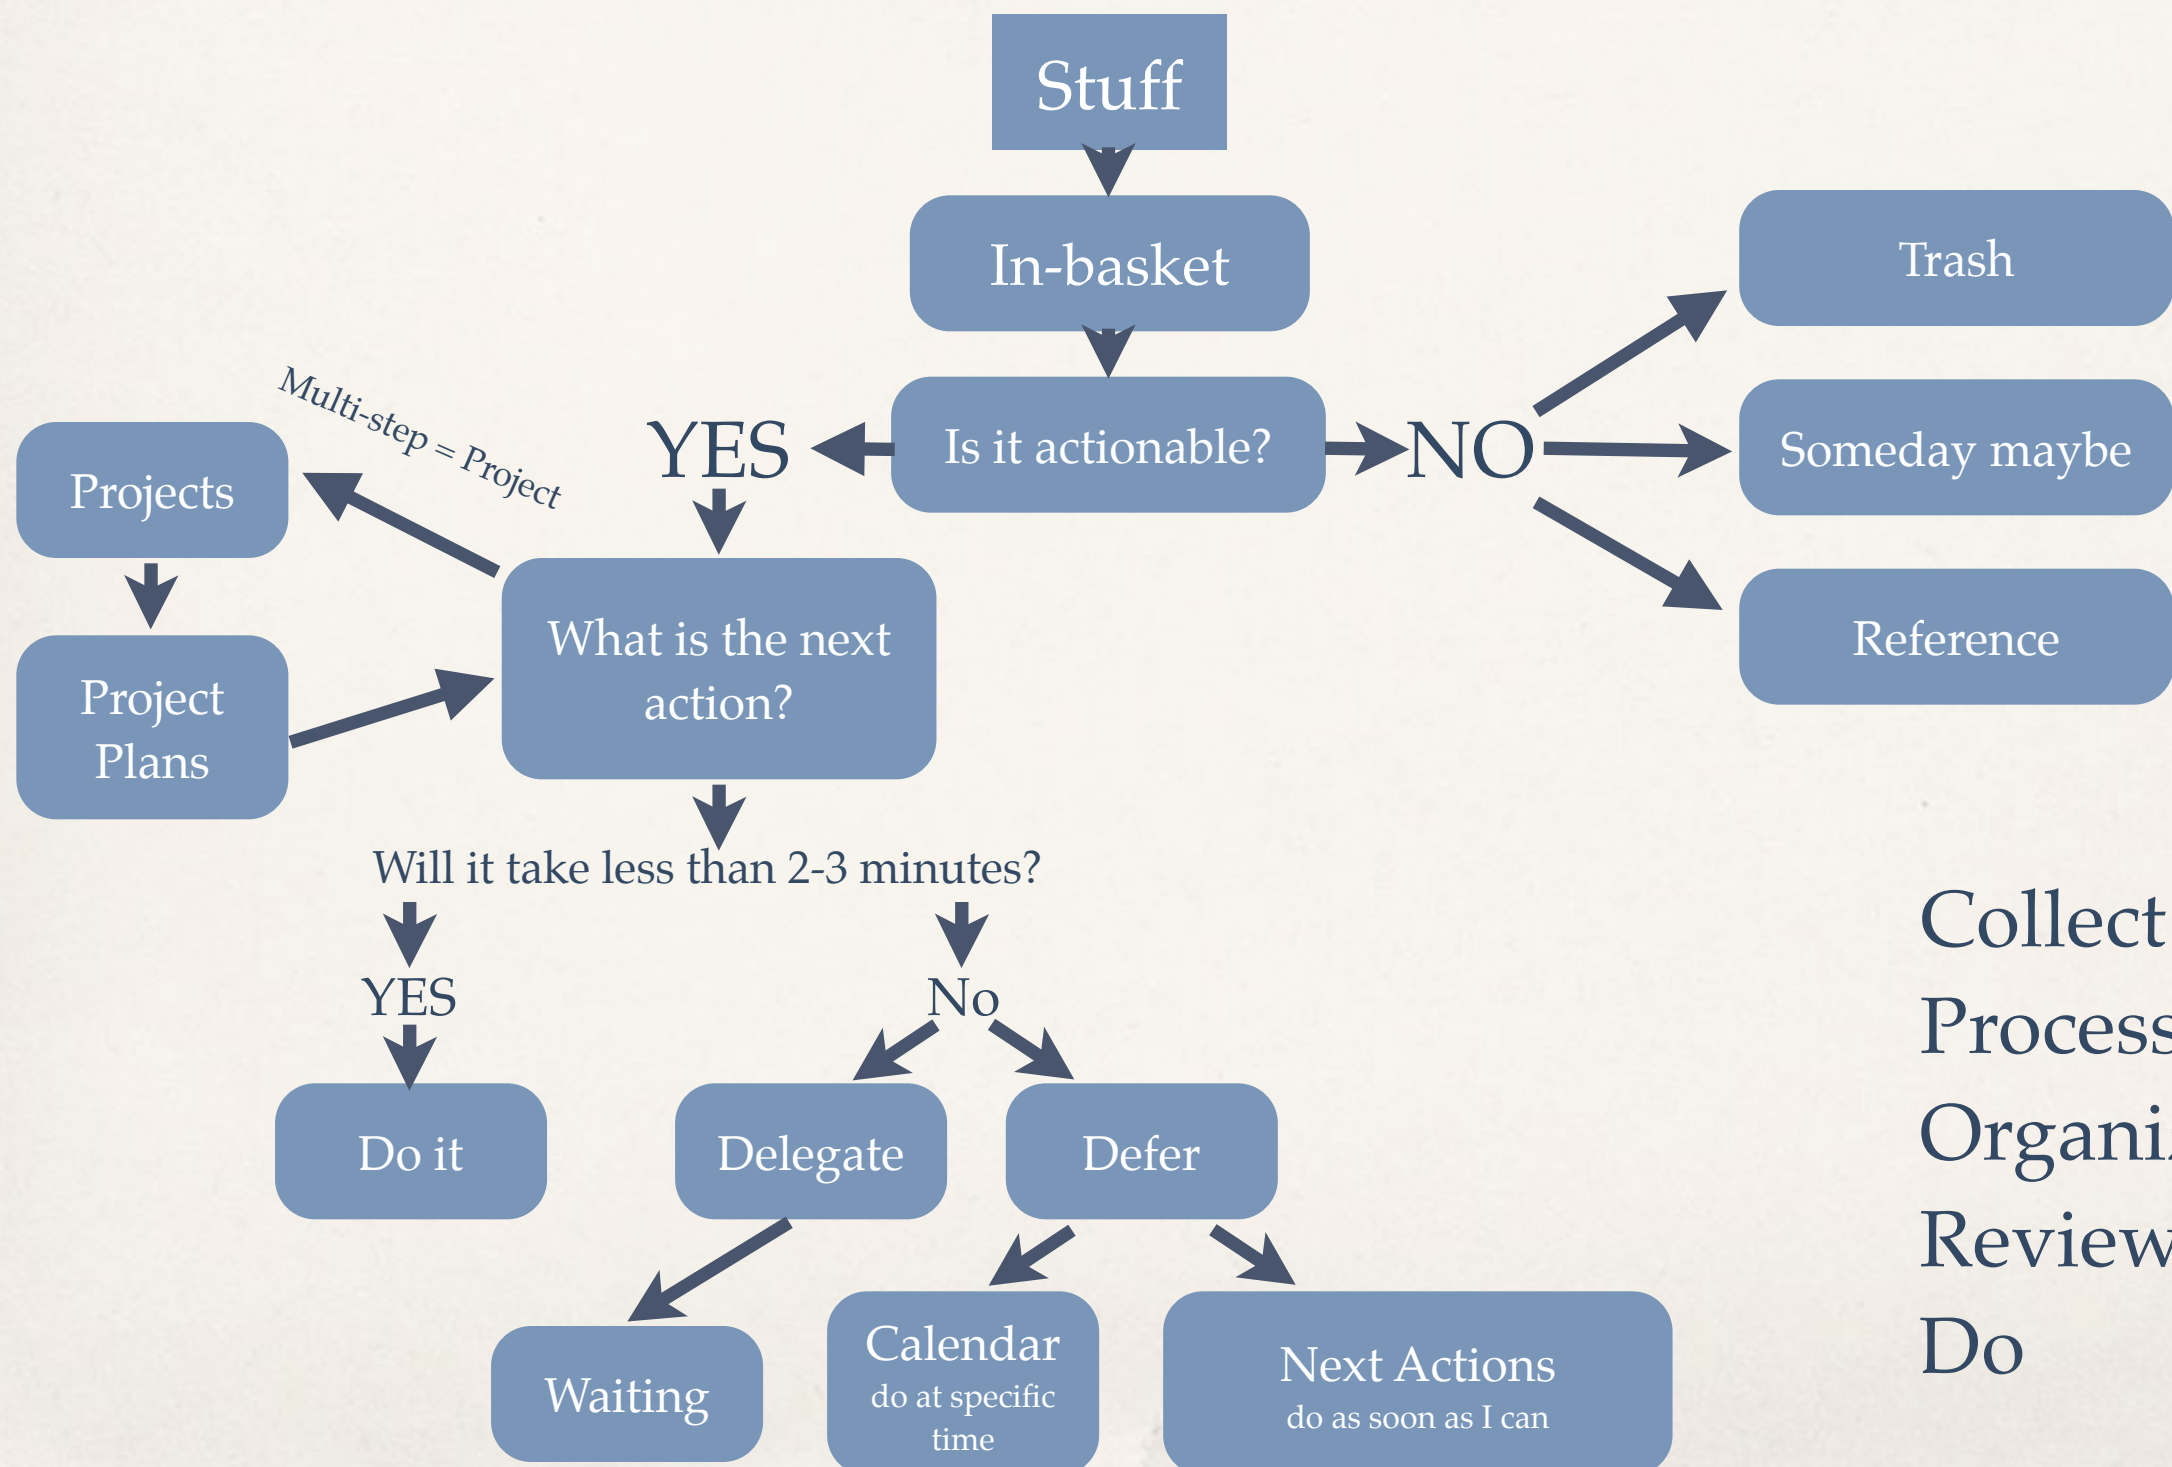 Stuff
In-basket
Is it actionable?
YES
NO
Trash
Someday maybe
Reference
Multi-step = Project
Projects
Project
Plans
What is the next
action?
Will it take less than 2-3 minutes?
YES
No
Do it
Delegate
Defer
Waiting
Calendar
do at specific
time
Next Actions
do as soon as I can
Collect
Process
Organiz
Review
Do